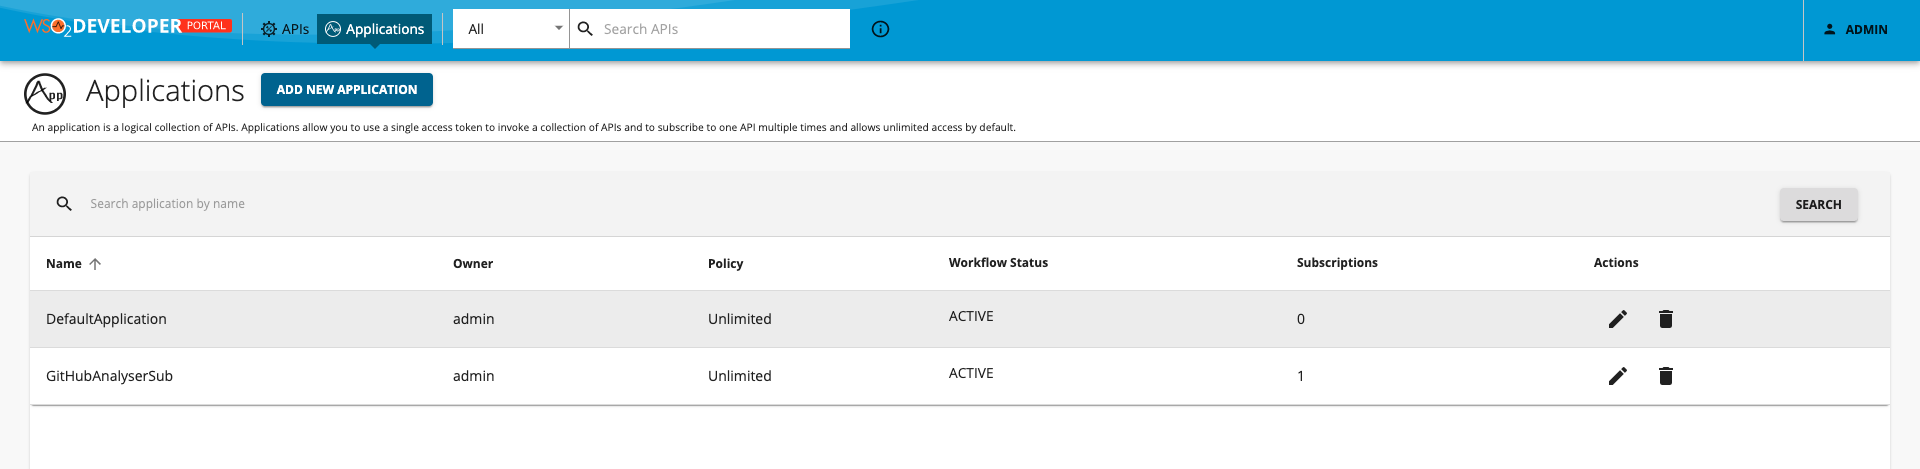 WSO2 DEVELOPER PORTAL APIs Applications All Search APIs ADMIN
App Applications ADD NEW APPLICATION
An application is a logical collection of APIs. Applications allow you to use a single access token to invoke a collection of APIs and to subscribe to one API multiple times and allows unlimited access by default.
Search application by name SEARCH
Name Owner Policy Workflow Status Subscriptions Actions
DefaultApplication admin Unlimited ACTIVE 0
GitHubAnalyserSub admin Unlimited ACTIVE 1